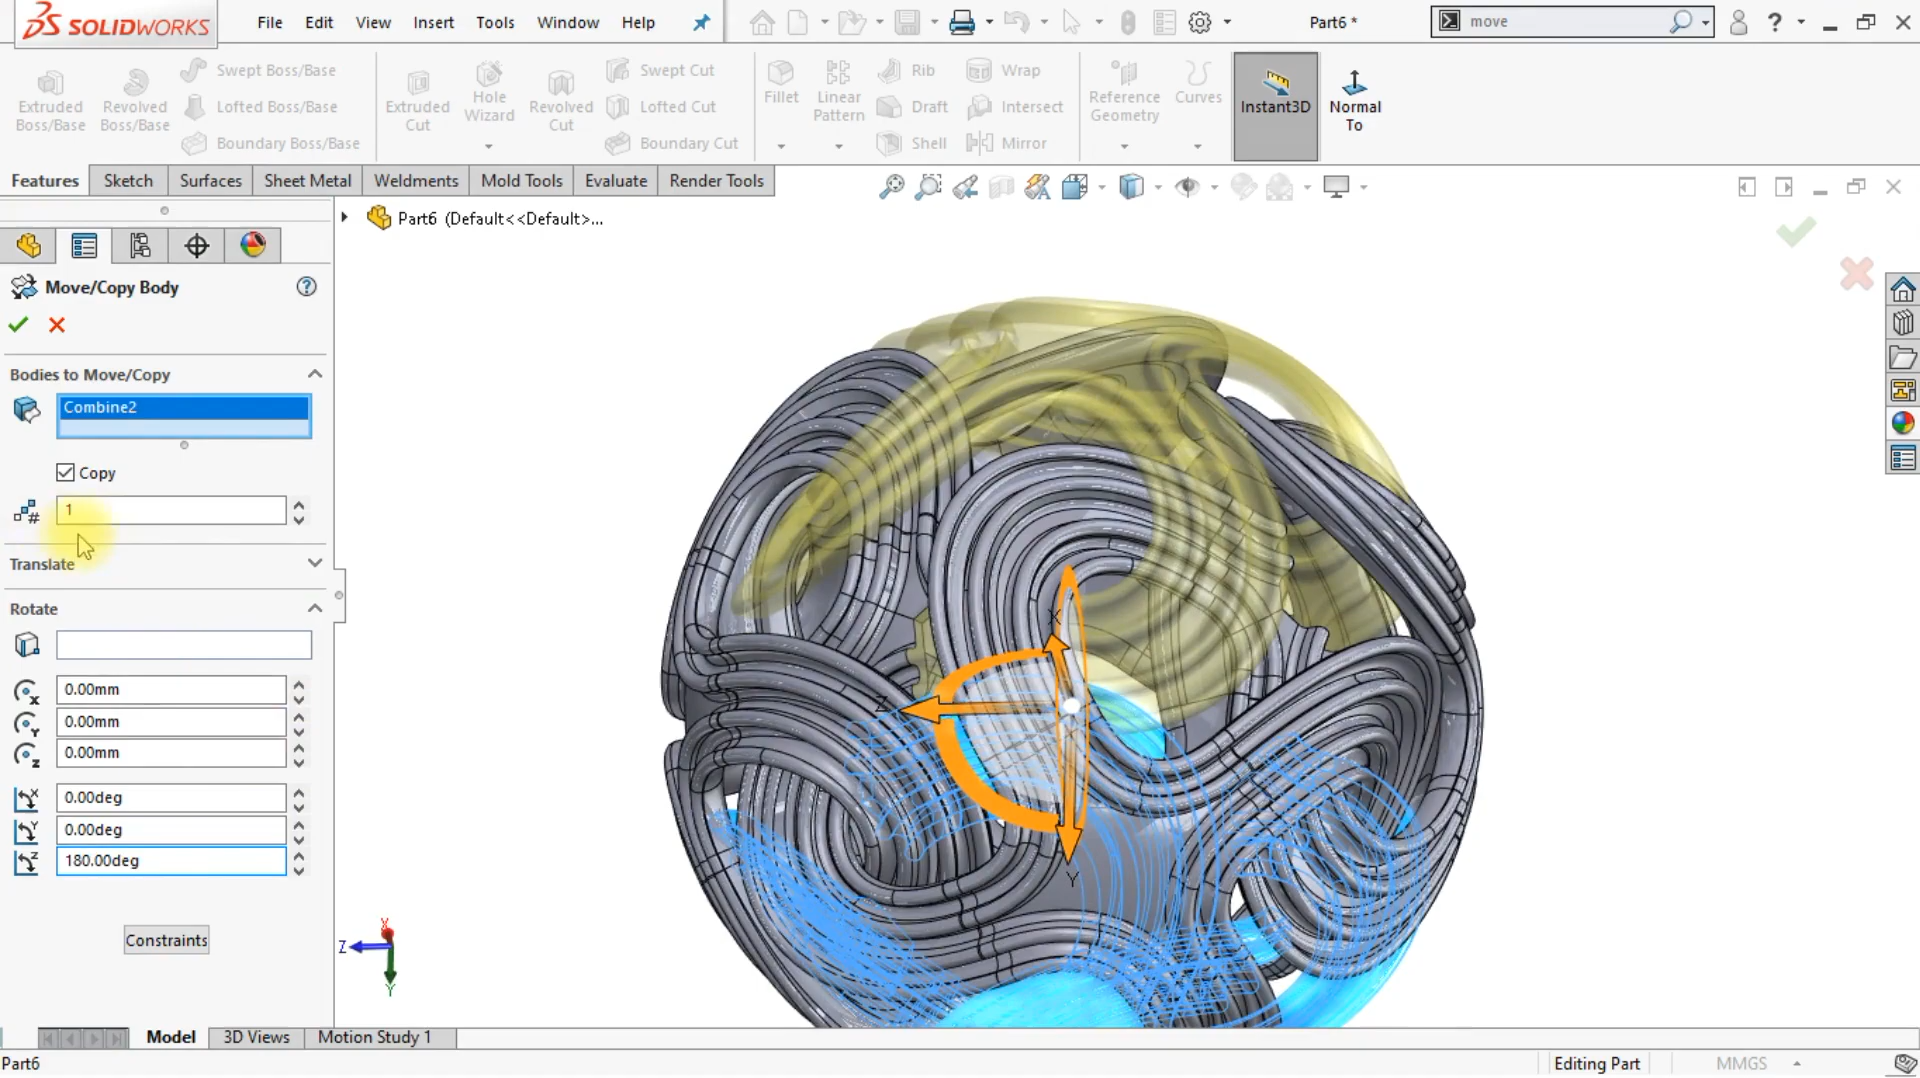 SOLIDWORKS File Edit View Insert Tools Window Help Part6 * move ?
Extruded Boss/Base
Revolved Boss/Base
Swept Boss/Base
Lofted Boss/Base
Boundary Boss/Base
Extruded Cut
Hole Wizard
Revolved Cut
Swept Cut
Lofted Cut
Boundary Cut
Fillet
Linear Pattern
Rib
Draft
Shell
Wrap
Intersect
Mirror
Reference Geometry
Curves
Instant3D
Normal To
Features Sketch Surfaces Sheet Metal Weldments Mold Tools Evaluate Render Tools
Part6 (Default<<Default>...
Move/Copy Body ?
Bodies to Move/Copy
Combine2
Copy
# 1
Translate
Rotate
X 0.00mm
Y 0.00mm
Z 0.00mm
X 0.00deg
Y 0.00deg
Z 180.00deg
Constraints
X
Z
Y
X
Z
Y
Model 3D Views Motion Study 1
Part6 Editing Part MMGS